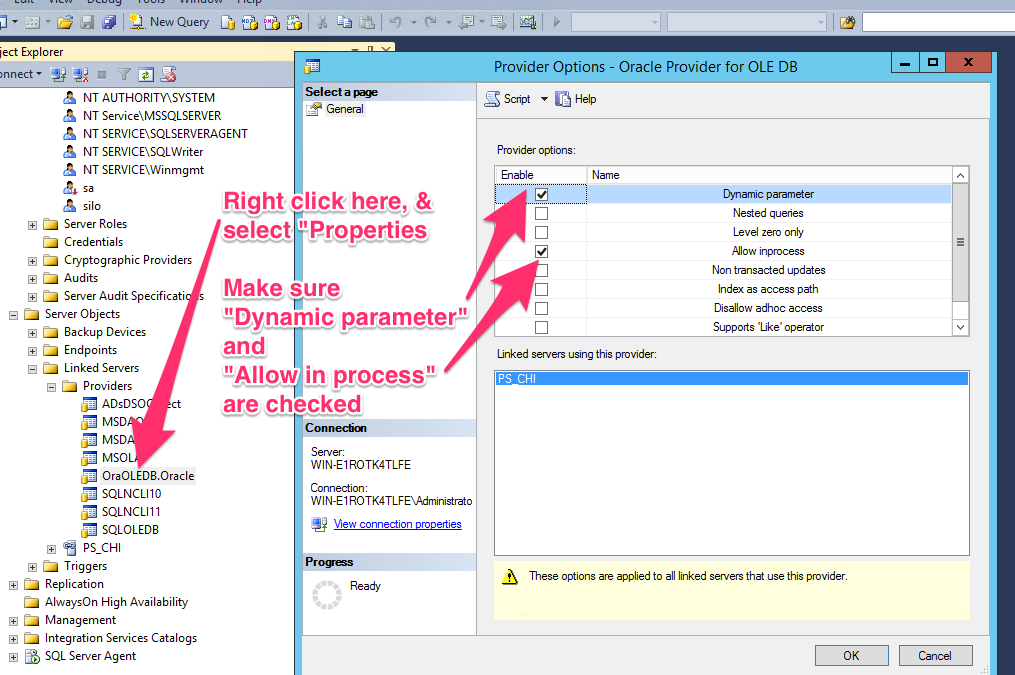 Edit View Debug Tools Window Help
New Query
ject Explorer
onnect
NT AUTHORITY\SYSTEM
NT Service\MSSQLSERVER
NT SERVICE\SQLSERVERAGENT
NT SERVICE\SQLWriter
NT SERVICE\Winmgmt
sa
silo
Server Roles
Credentials
Cryptographic Providers
Audits
Server Audit Specifications
Server Objects
Backup Devices
Endpoints
Linked Servers
Providers
ADsDSOObject
MSDAO
MSDA
MSOLA
OraOLEDB.Oracle
SQLNCLI10
SQLNCLI11
SQLOLEDB
PS_CHI
Triggers
Replication
AlwaysOn High Availability
Management
Integration Services Catalogs
SQL Server Agent
Right click here, &
select "Properties
Make sure
"Dynamic parameter"
and
"Allow in process"
are checked
Provider Options - Oracle Provider for OLE DB
Select a page
General
Script Help
Provider options:
Enable Name
Dynamic parameter
Nested queries
Level zero only
Allow inprocess
Non transacted updates
Index as access path
Disallow adhoc access
Supports 'Like' operator
Linked servers using this provider:
PS_CHI
Connection
Server:
WIN-E1ROTK4TLFE
Connection:
WIN-E1ROTK4TLFE\Administrato
View connection properties
Progress
Ready
These options are applied to all linked servers that use this provider.
OK Cancel